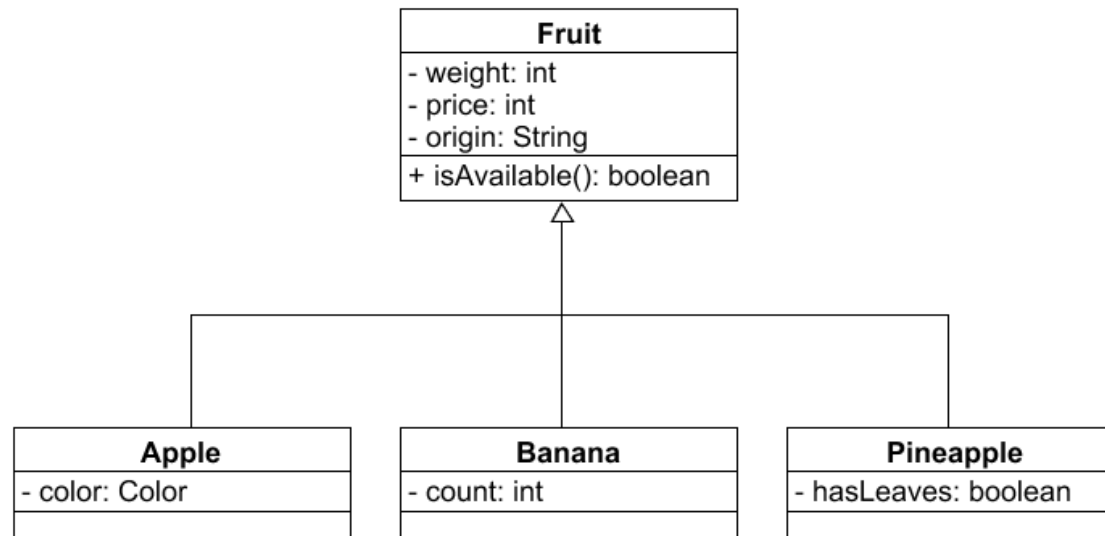 Fruit
- weight: int
- price: int
- origin: String
+ isAvailable(): boolean
Apple
- color: Color
Banana
- count: int
Pineapple
- hasLeaves: boolean